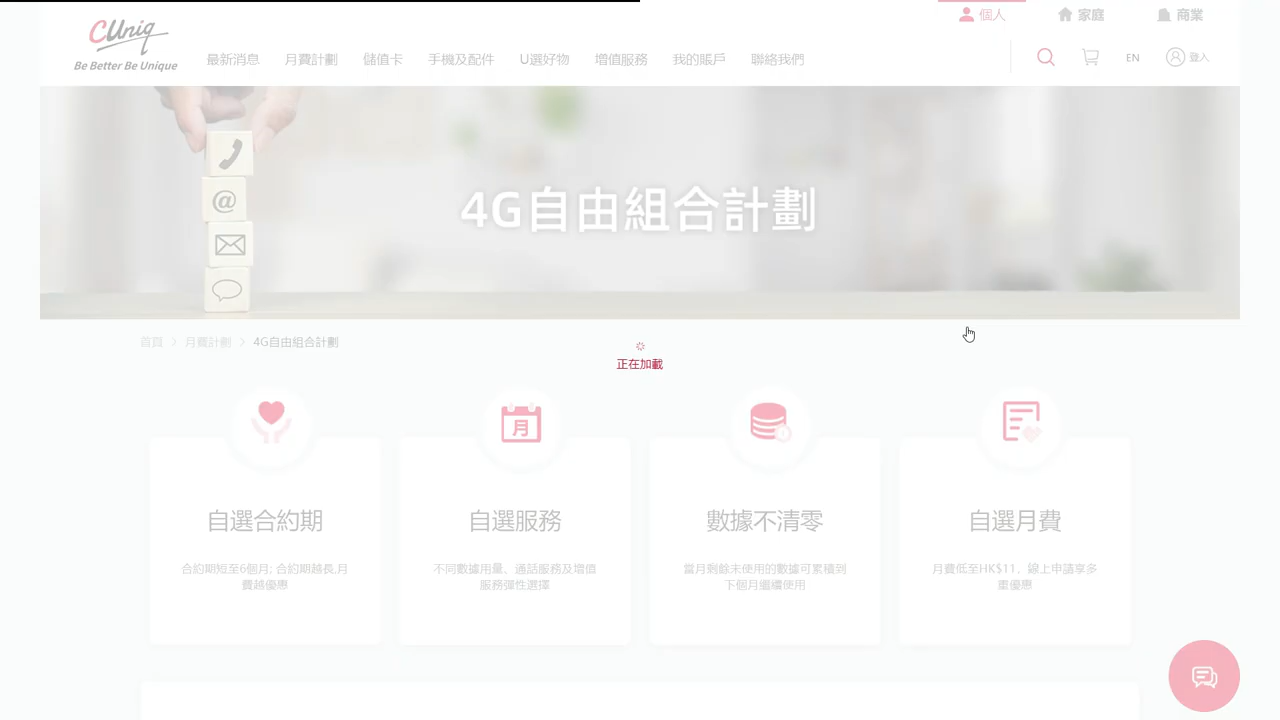 個人
家庭
商業
CUniq
Be Better Be Unique
最新消息
月費計劃
儲值卡
手機及配件
U選好物
增值服務
我的賬戶
聯絡我們
EN
登入
@
4G自由組合計劃
首頁
月費計劃
4G自由組合計劃
正在加載
月
自選合約期
合約期短至6個月; 合約期越長,月
費越優惠
自選服務
不同數據用量、通話服務及增值
服務彈性選擇
數據不清零
當月剩餘未使用的數據可累積到
下個月繼續使用
自選月費
月費低至HK$11，線上申請享多
重優惠